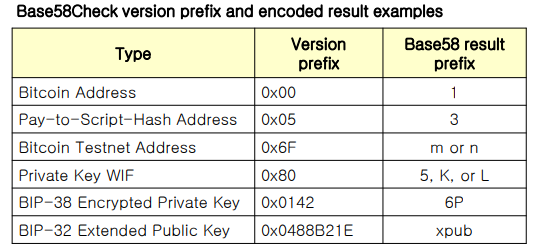 Base58Check version prefix and encoded result examples
Type Version prefix Base58 result prefix
Bitcoin Address 0x00 1
Pay-to-Script-Hash Address 0x05 3
Bitcoin Testnet Address 0x6F m or n
Private Key WIF 0x80 5, K, or L
BIP-38 Encrypted Private Key 0x0142 6P
BIP-32 Extended Public Key 0x0488B21E xpub